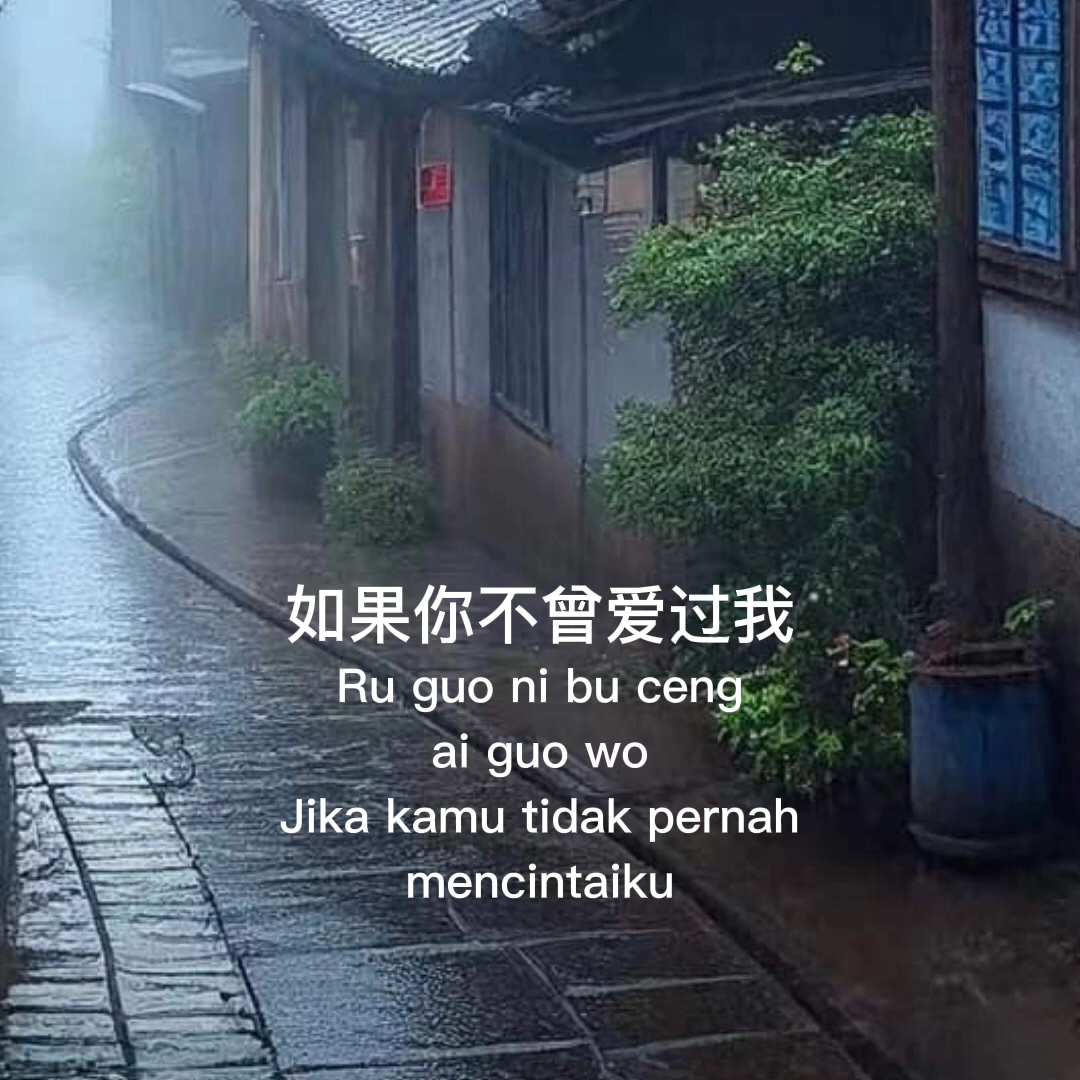 如果你不曾爱过我
Ru guo ni bu ceng
ai guo wo
Jika kamu tidak pernah
mencintaiku